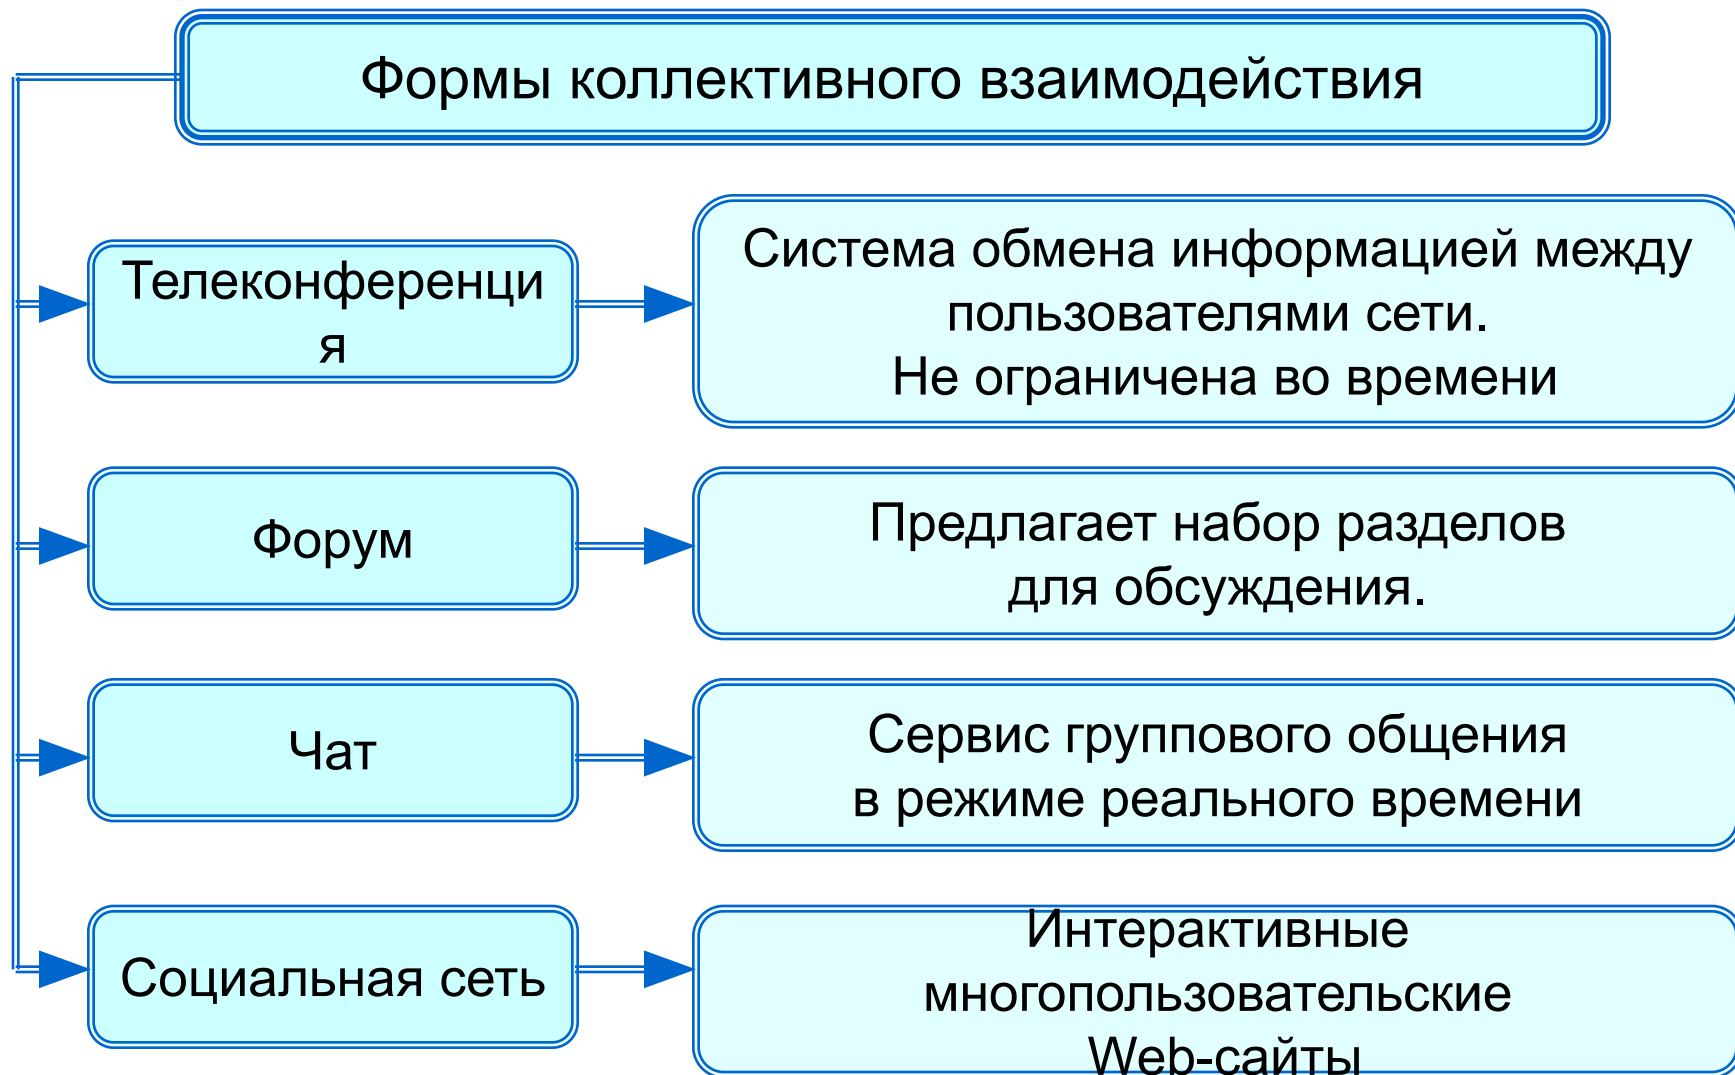 Формы коллективного взаимодействия
Телеконференци
я
Система обмена информацией между
пользователями сети.
Не ограничена во времени
Форум
Предлагает набор разделов
для обсуждения.
Чат
Сервис группового общения
в режиме реального времени
Социальная сеть
Интерактивные
многопользовательские
Web-сайты